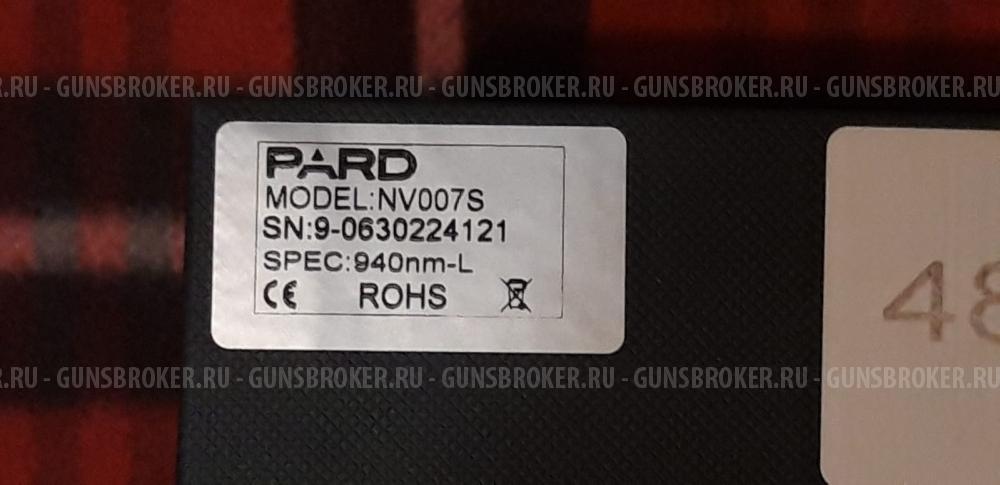 .RU - GUNSBROKER.RU - GUNSBROKER.RU - GUNSBROKER.RU - GUNSBROKER.RU - GUNSBROKER.RU
PARD
MODEL:NV007S
SN:9-0630224121
SPEC:940nm-L
CE ROHS
48
.RU - GUNSBROKER.RU - GUNSBROKER.RU - GUNSBROKER.RU - GUNSBROKER.RU - GUNSBROKER.RU